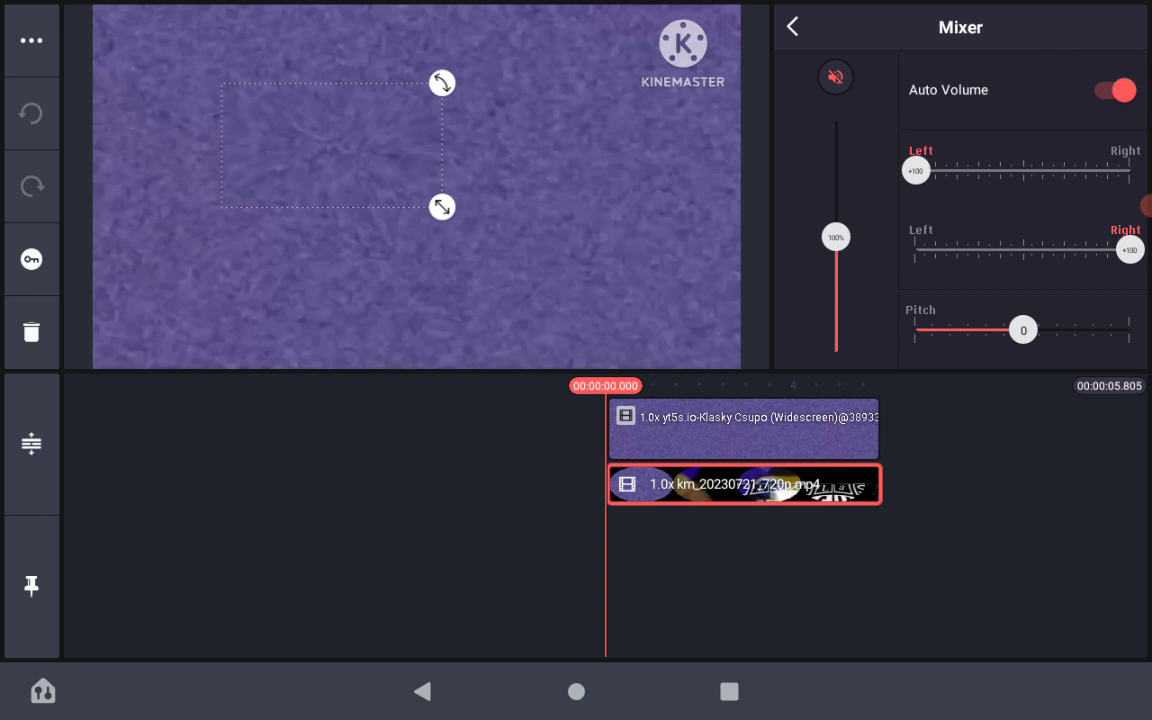 Mixer
K
KINEMASTER
Auto Volume
Left Right
+100
Left Right
+100
100%
Pitch
0
00:00:00.000
4
00:00:05.805
1.0x yt5s.io-Klasky Csupo (Widescreen)@38933
1.0x km_20230721_720p.mp4